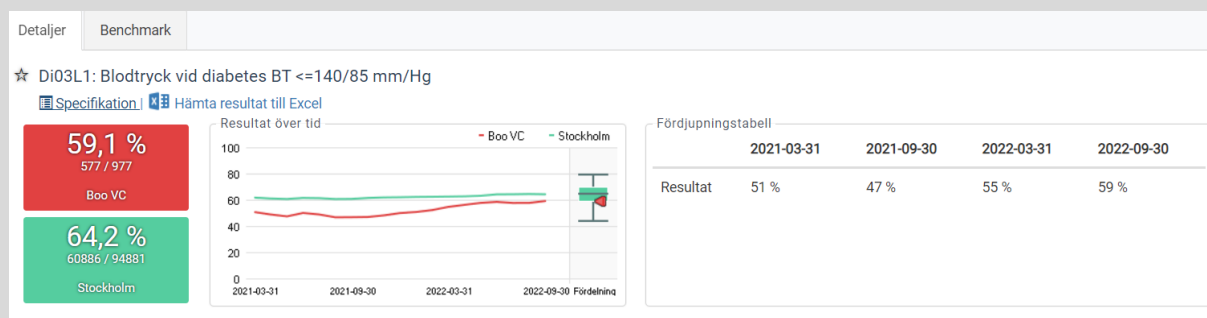 Detaljer
Benchmark
Di03L1: Blodtryck vid diabetes BT <=140/85 mm/Hg
Specifikation | Hämta resultat till Excel
59,1 %
577 / 977
Boo VC
64,2 %
60886 / 94881
Stockholm
Resultat över tid
Boo VC
Stockholm
100
80
60
40
20
0
2021-03-31
2021-09-30
2022-03-31
2022-09-30
Fördelning
Fördjupningstabell
2021-03-31 2021-09-30 2022-03-31 2022-09-30
Resultat 51 % 47 % 55 % 59 %